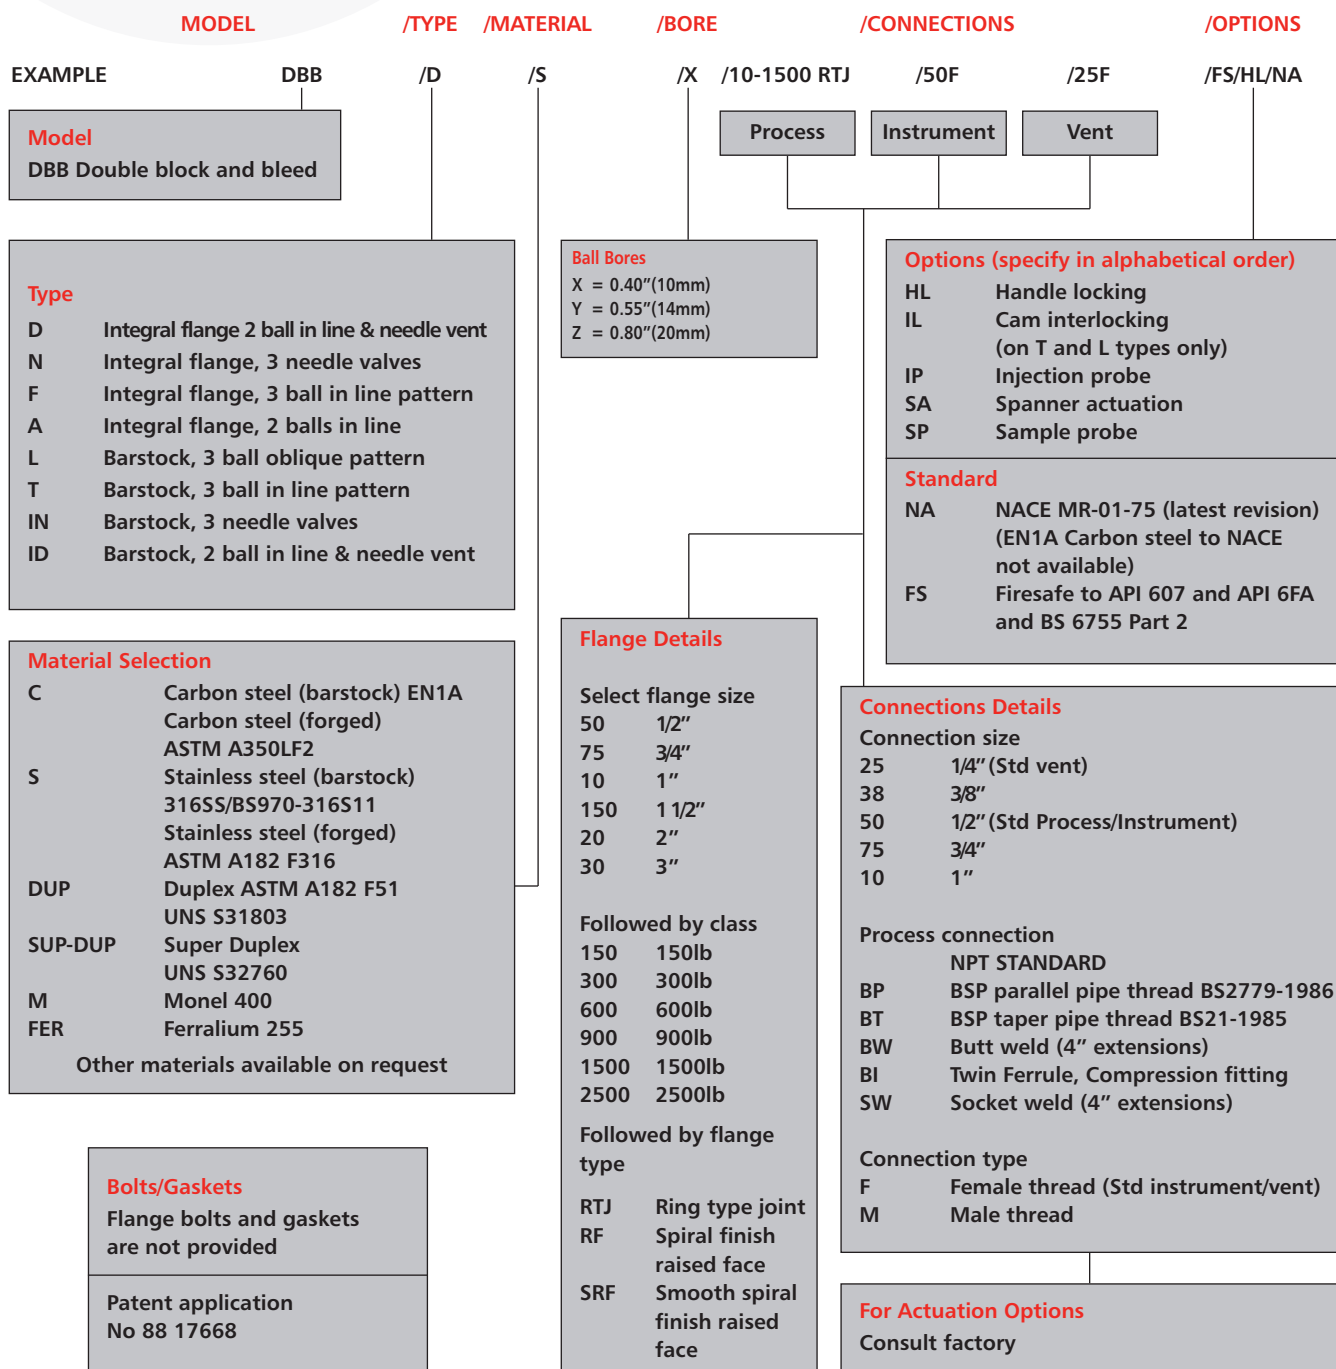 MODEL /TYPE /MATERIAL /BORE /CONNECTIONS /OPTIONS
EXAMPLE DBB /D /S /X /10-1500 RTJ /50F /25F /FS/HL/NA
Process Instrument Vent
Model
DBB Double block and bleed
Type
D Integral flange 2 ball in line & needle vent
N Integral flange, 3 needle valves
F Integral flange, 3 ball in line pattern
A Integral flange, 2 balls in line
L Barstock, 3 ball oblique pattern
T Barstock, 3 ball in line pattern
IN Barstock, 3 needle valves
ID Barstock, 2 ball in line & needle vent
Ball Bores
X = 0.40"(10mm)
Y = 0.55"(14mm)
Z = 0.80"(20mm)
Options (specify in alphabetical order)
HL Handle locking
IL Cam interlocking
(on T and L types only)
IP Injection probe
SA Spanner actuation
SP Sample probe
Standard
NA NACE MR-01-75 (latest revision)
(EN1A Carbon steel to NACE
not available)
FS Firesafe to API 607 and API 6FA
and BS 6755 Part 2
Material Selection
C Carbon steel (barstock) EN1A
Carbon steel (forged)
ASTM A350LF2
S Stainless steel (barstock)
316SS/BS970-316S11
Stainless steel (forged)
ASTM A182 F316
DUP Duplex ASTM A182 F51
UNS S31803
SUP-DUP Super Duplex
UNS S32760
M Monel 400
FER Ferralium 255
Other materials available on request
Flange Details
Select flange size
50 1/2"
75 3/4"
10 1"
150 1 1/2"
20 2"
30 3"
Followed by class
150 150lb
300 300lb
600 600lb
900 900lb
1500 1500lb
2500 2500lb
Followed by flange
type
RTJ Ring type joint
RF Spiral finish
raised face
SRF Smooth spiral
finish raised
face
Connections Details
Connection size
25 1/4" (Std vent)
38 3/8"
50 1/2" (Std Process/Instrument)
75 3/4"
10 1"
Process connection
NPT STANDARD
BP BSP parallel pipe thread BS2779-1986
BT BSP taper pipe thread BS21-1985
BW Butt weld (4" extensions)
BI Twin Ferrule, Compression fitting
SW Socket weld (4" extensions)
Connection type
F Female thread (Std instrument/vent)
M Male thread
Bolts/Gaskets
Flange bolts and gaskets
are not provided
Patent application
No 88 17668
For Actuation Options
Consult factory